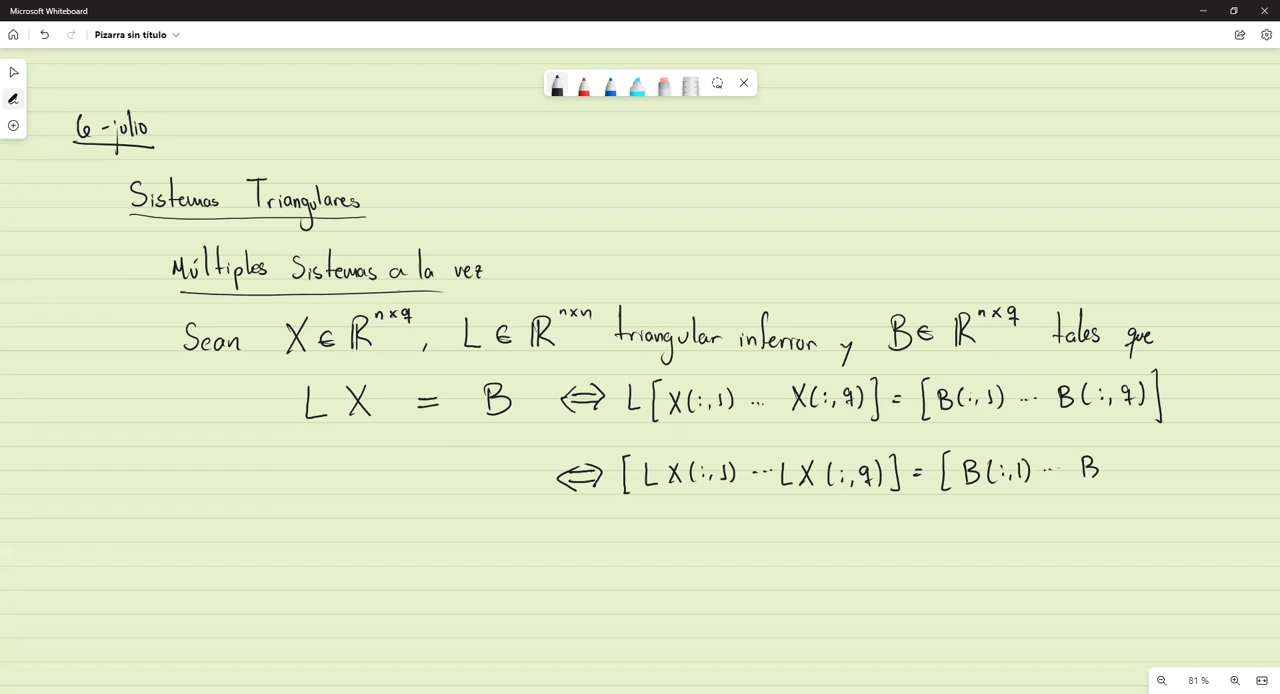 Microsoft Whiteboard
Pizarra sin título
6-julio
Sistemas Triangulares
Múltiples Sistemas a la vez
Sean X ∈ ℝ^{n×q}, L ∈ ℝ^{n×n} triangular inferior y B ∈ ℝ^{n×q} tales que
L X = B ⟺ L[X(:,1) ... X(:,q)] = [B(:,1) ... B(:,q)]
⟺ [L X(:,1) ... L X(:,q)] = [B(:,1) ... B
81 %